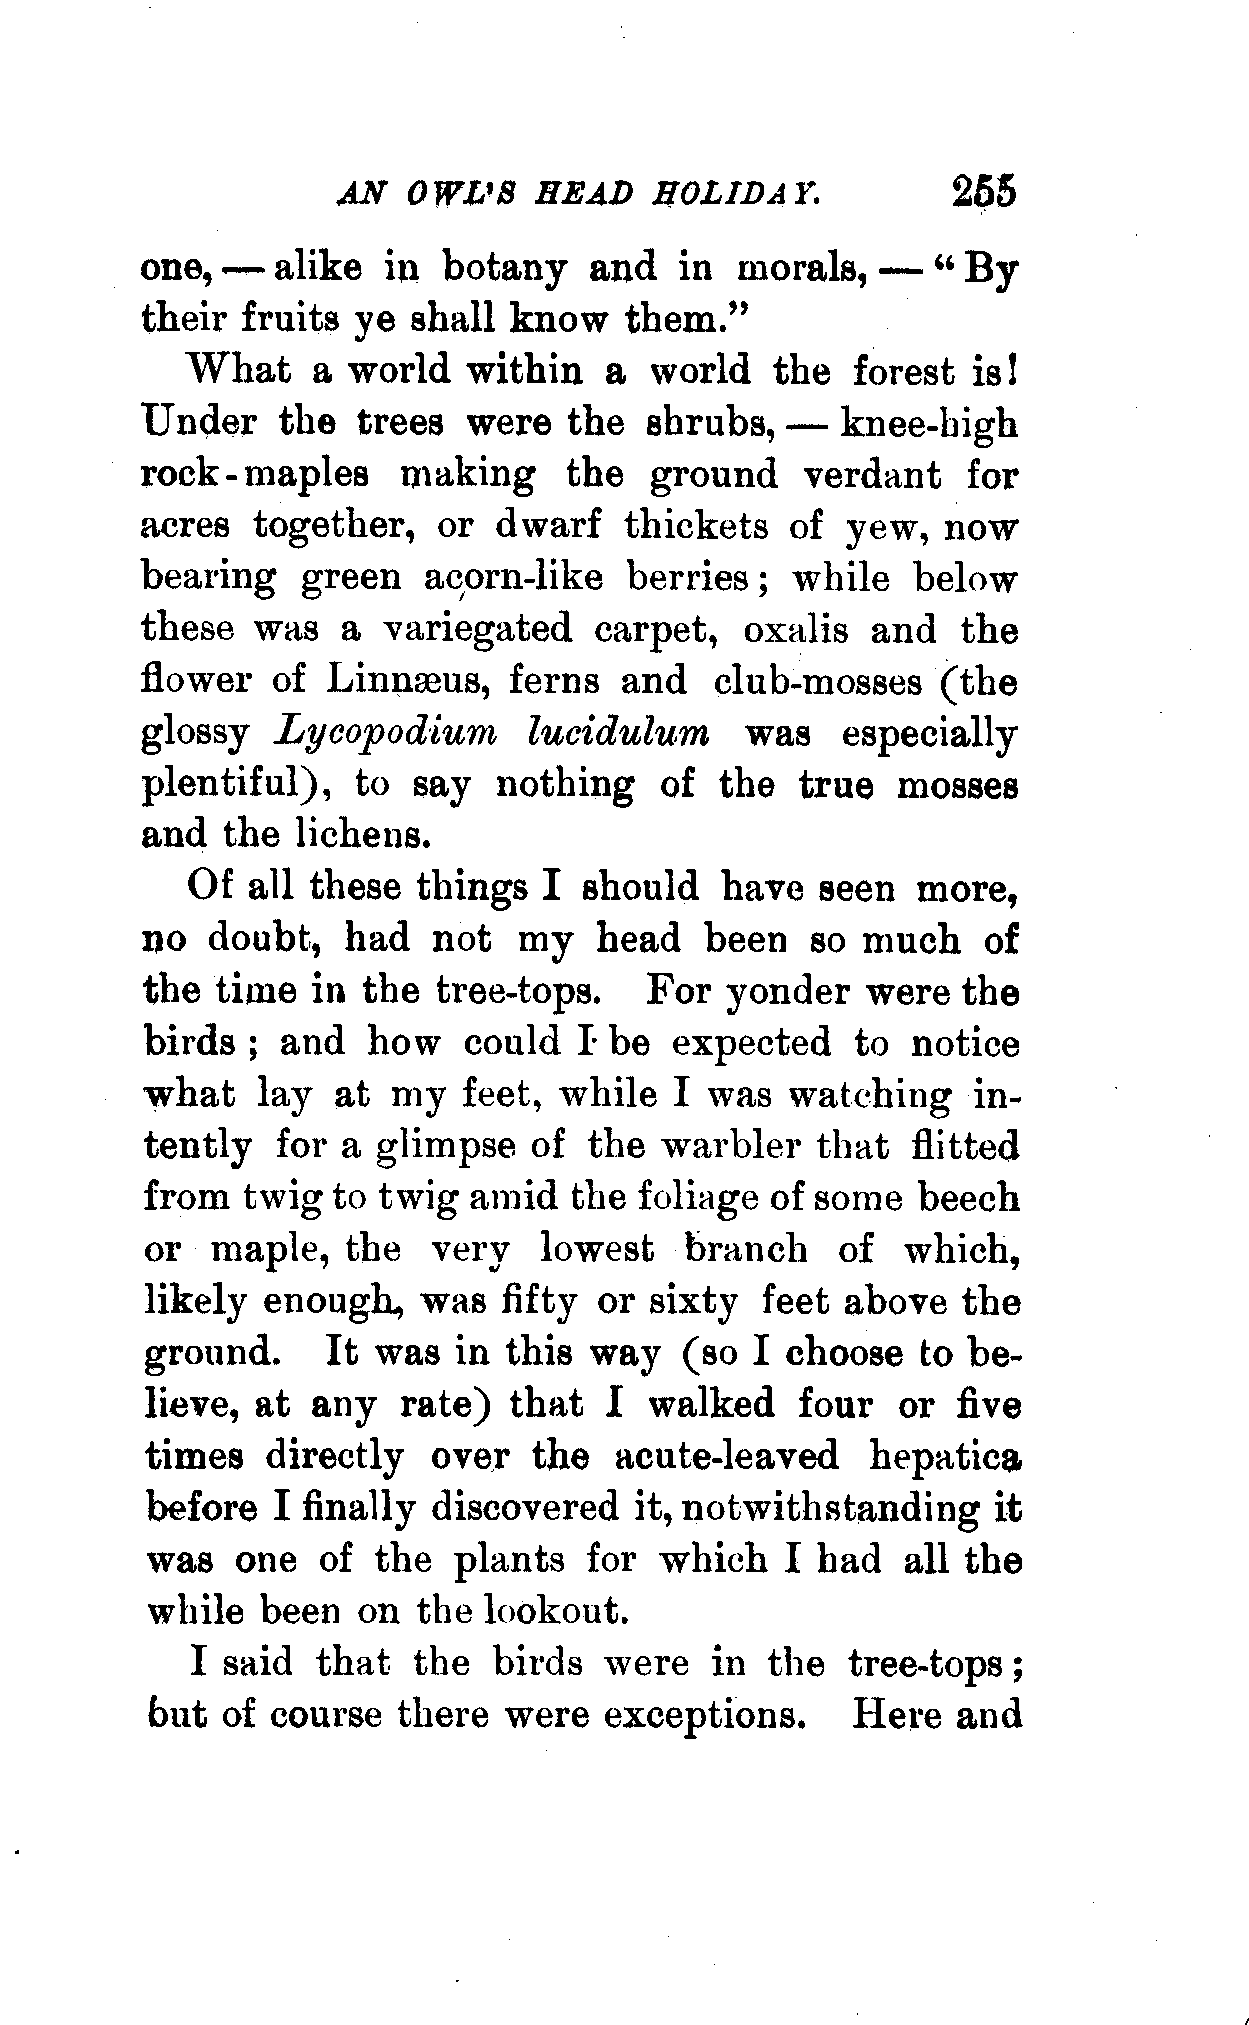 AN OWL'S HEAD HOLIDAY. 255
one, — alike in botany and in morals, — “ By
their fruits ye shall know them.”
What a world within a world the forest is!
Under the trees were the shrubs, — knee-high
rock-maples making the ground verdant for
acres together, or dwarf thickets of yew, now
bearing green acorn-like berries; while below
these was a variegated carpet, oxalis and the
flower of Linnæus, ferns and club-mosses (the
glossy Lycopodium lucidulum was especially
plentiful), to say nothing of the true mosses
and the lichens.
Of all these things I should have seen more,
no doubt, had not my head been so much of
the time in the tree-tops. For yonder were the
birds; and how could I be expected to notice
what lay at my feet, while I was watching in-
tently for a glimpse of the warbler that flitted
from twig to twig amid the foliage of some beech
or maple, the very lowest branch of which,
likely enough, was fifty or sixty feet above the
ground. It was in this way (so I choose to be-
lieve, at any rate) that I walked four or five
times directly over the acute-leaved hepatica
before I finally discovered it, notwithstanding it
was one of the plants for which I had all the
while been on the lookout.
I said that the birds were in the tree-tops;
but of course there were exceptions. Here and